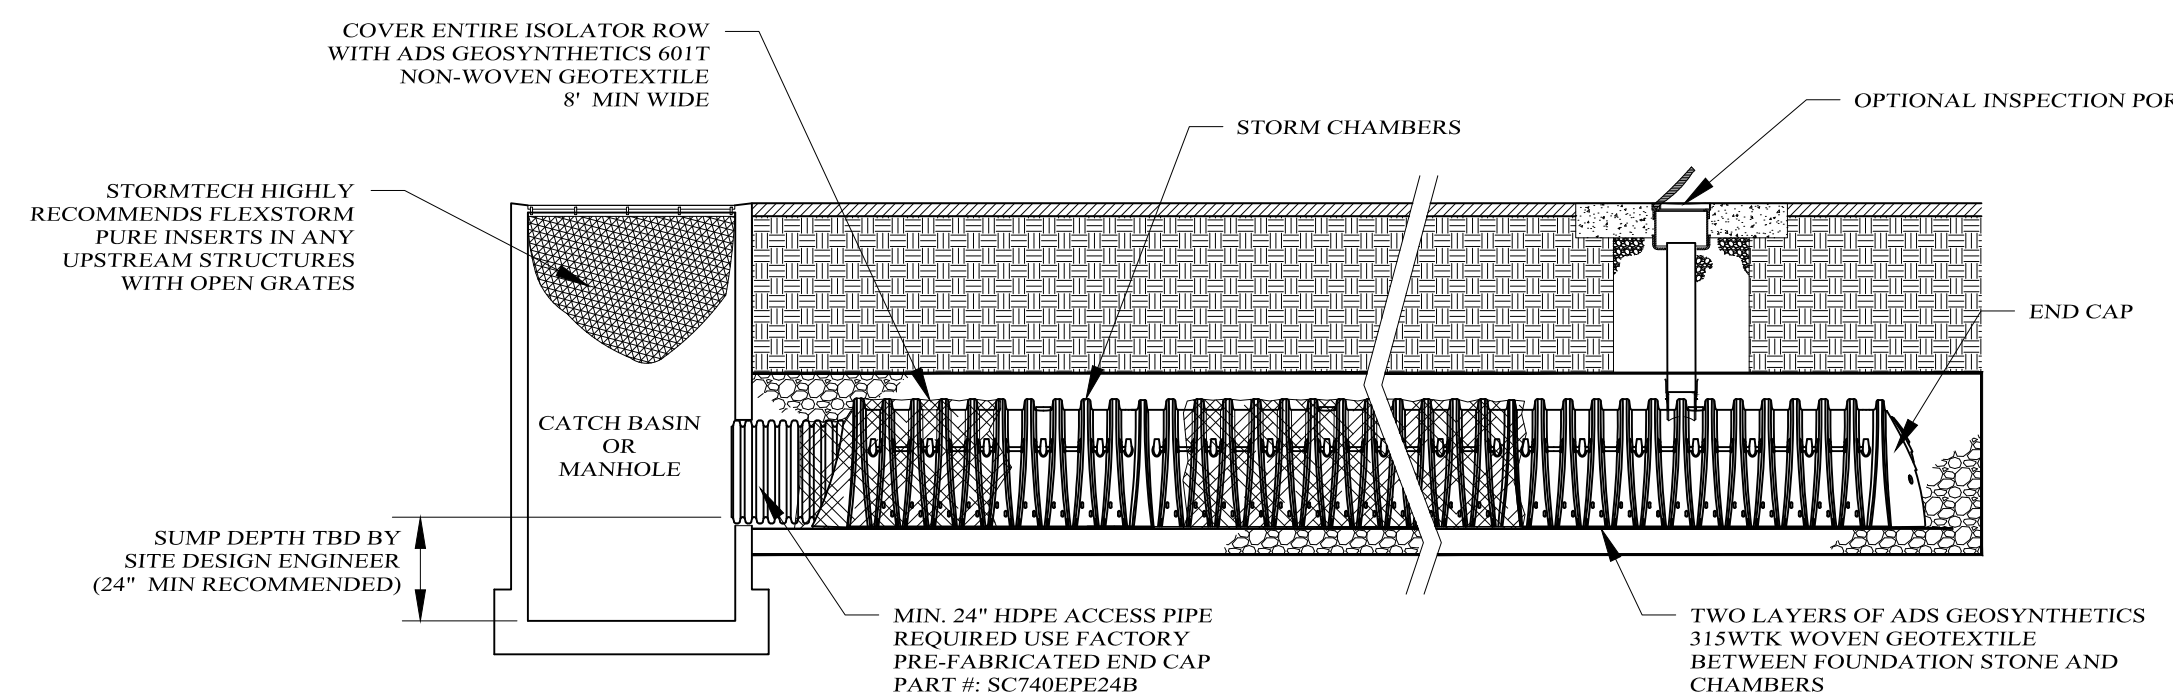 COVER ENTIRE ISOLATOR ROW
WITH ADS GEOSYNTHETICS 601T
NON-WOVEN GEOTEXTILE
8' MIN WIDE
OPTIONAL INSPECTION
STORM CHAMBERS
STORMTECH HIGHLY
RECOMMENDS FLEXSTORM
PURE INSERTS IN ANY
UPSTREAM STRUCTURES
WITH OPEN GRATES
END CAP
CATCH BASIN
OR
MANHOLE
SUMP DEPTH TBD BY
SITE DESIGN ENGINEER
(24" MIN RECOMMENDED)
MIN. 24" HDPE ACCESS PIPE
REQUIRED USE FACTORY
PRE-FABRICATED END CAP
PART #: SC740EPE24B
TWO LAYERS OF ADS GEOSYNTHETICS
315WTK WOVEN GEOTEXTILE
BETWEEN FOUNDATION STONE AND
CHAMBERS